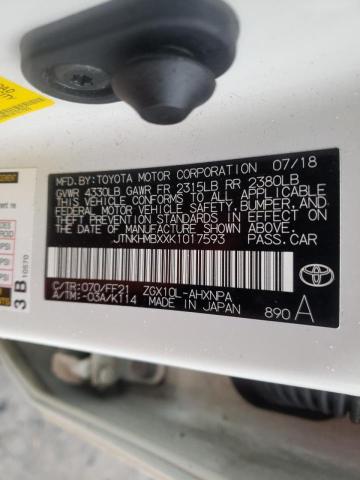 MFD.BY:TOYOTA MOTOR CORPORATION 07/18
GVWR 4330LB GAWR FR 2315LB RR 2380LB
THIS VEHICLE CONFORMS TO ALL APPLICABLE
FEDERAL MOTOR VEHICLE SAFETY,BUMPER,AND
THEFT PREVENTION STANDARDS IN EFFECT ON
THE DATE OF MANUFACTURE SHOWN ABOVE.
JTNKHMBXXK1017593 PASS.CAR
C/TR:070/FF21 ZGX10L-AHXNPA
A/TM:-03A/K114 MADE IN JAPAN
890 A
3 B
10570